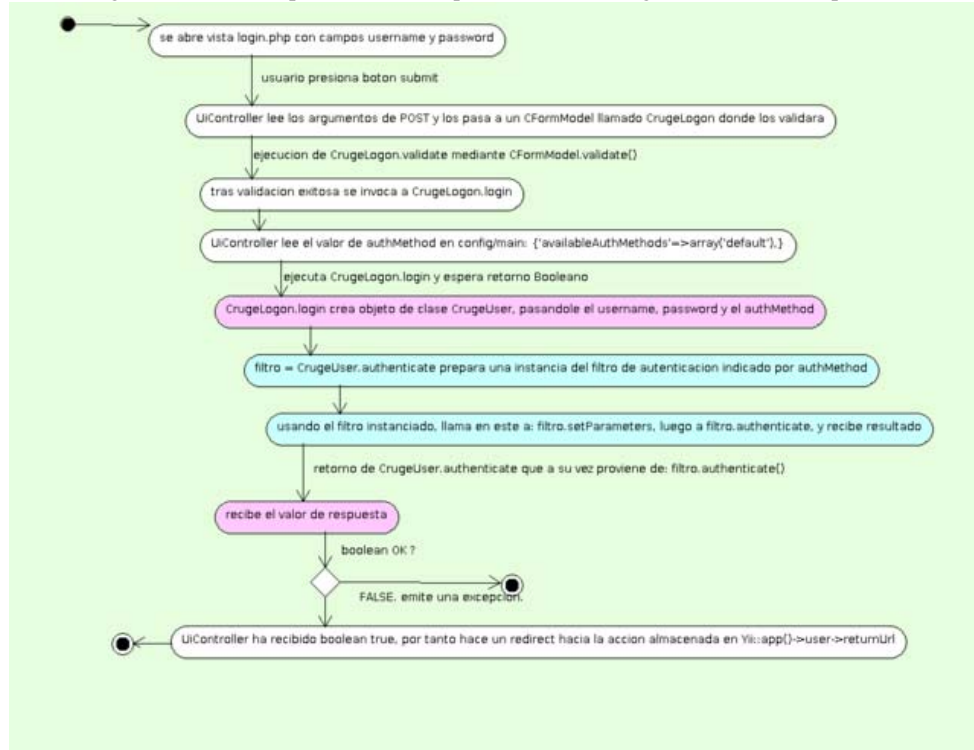 se abre vista login.php con campos username y password
usuario presiona boton submit
UiController lee los argumentos de POST y los pasa a un CFormModel llamado CrugeLogon donde los validara
ejecucion de CrugeLogon.validate mediante CFormModel.validate()
tras validacion exitosa se invoca a CrugeLogon.login
UiController lee el valor de authMethod en config/main: {'availableAuthMethods'=>array('default'),}
ejecuta CrugeLogon.login y espera retorno Booleano
CrugeLogon.login crea objeto de clase CrugeUser, pasandole el username, password y el authMethod
filtro = CrugeUser.authenticate prepara una instancia del filtro de autenticacion indicado por authMethod
usando el filtro instanciado, llama en este a: filtro.setParameters, luego a filtro.authenticate, y recibe resultado
retorno de CrugeUser.authenticate que a su vez proviene de: filtro.authenticate()
recibe el valor de respuesta
boolean OK ?
FALSE. emite una excepcion.
UiController ha recibido boolean true, por tanto hace un redirect hacia la accion almacenada en Yii::app()->user->returnUrl